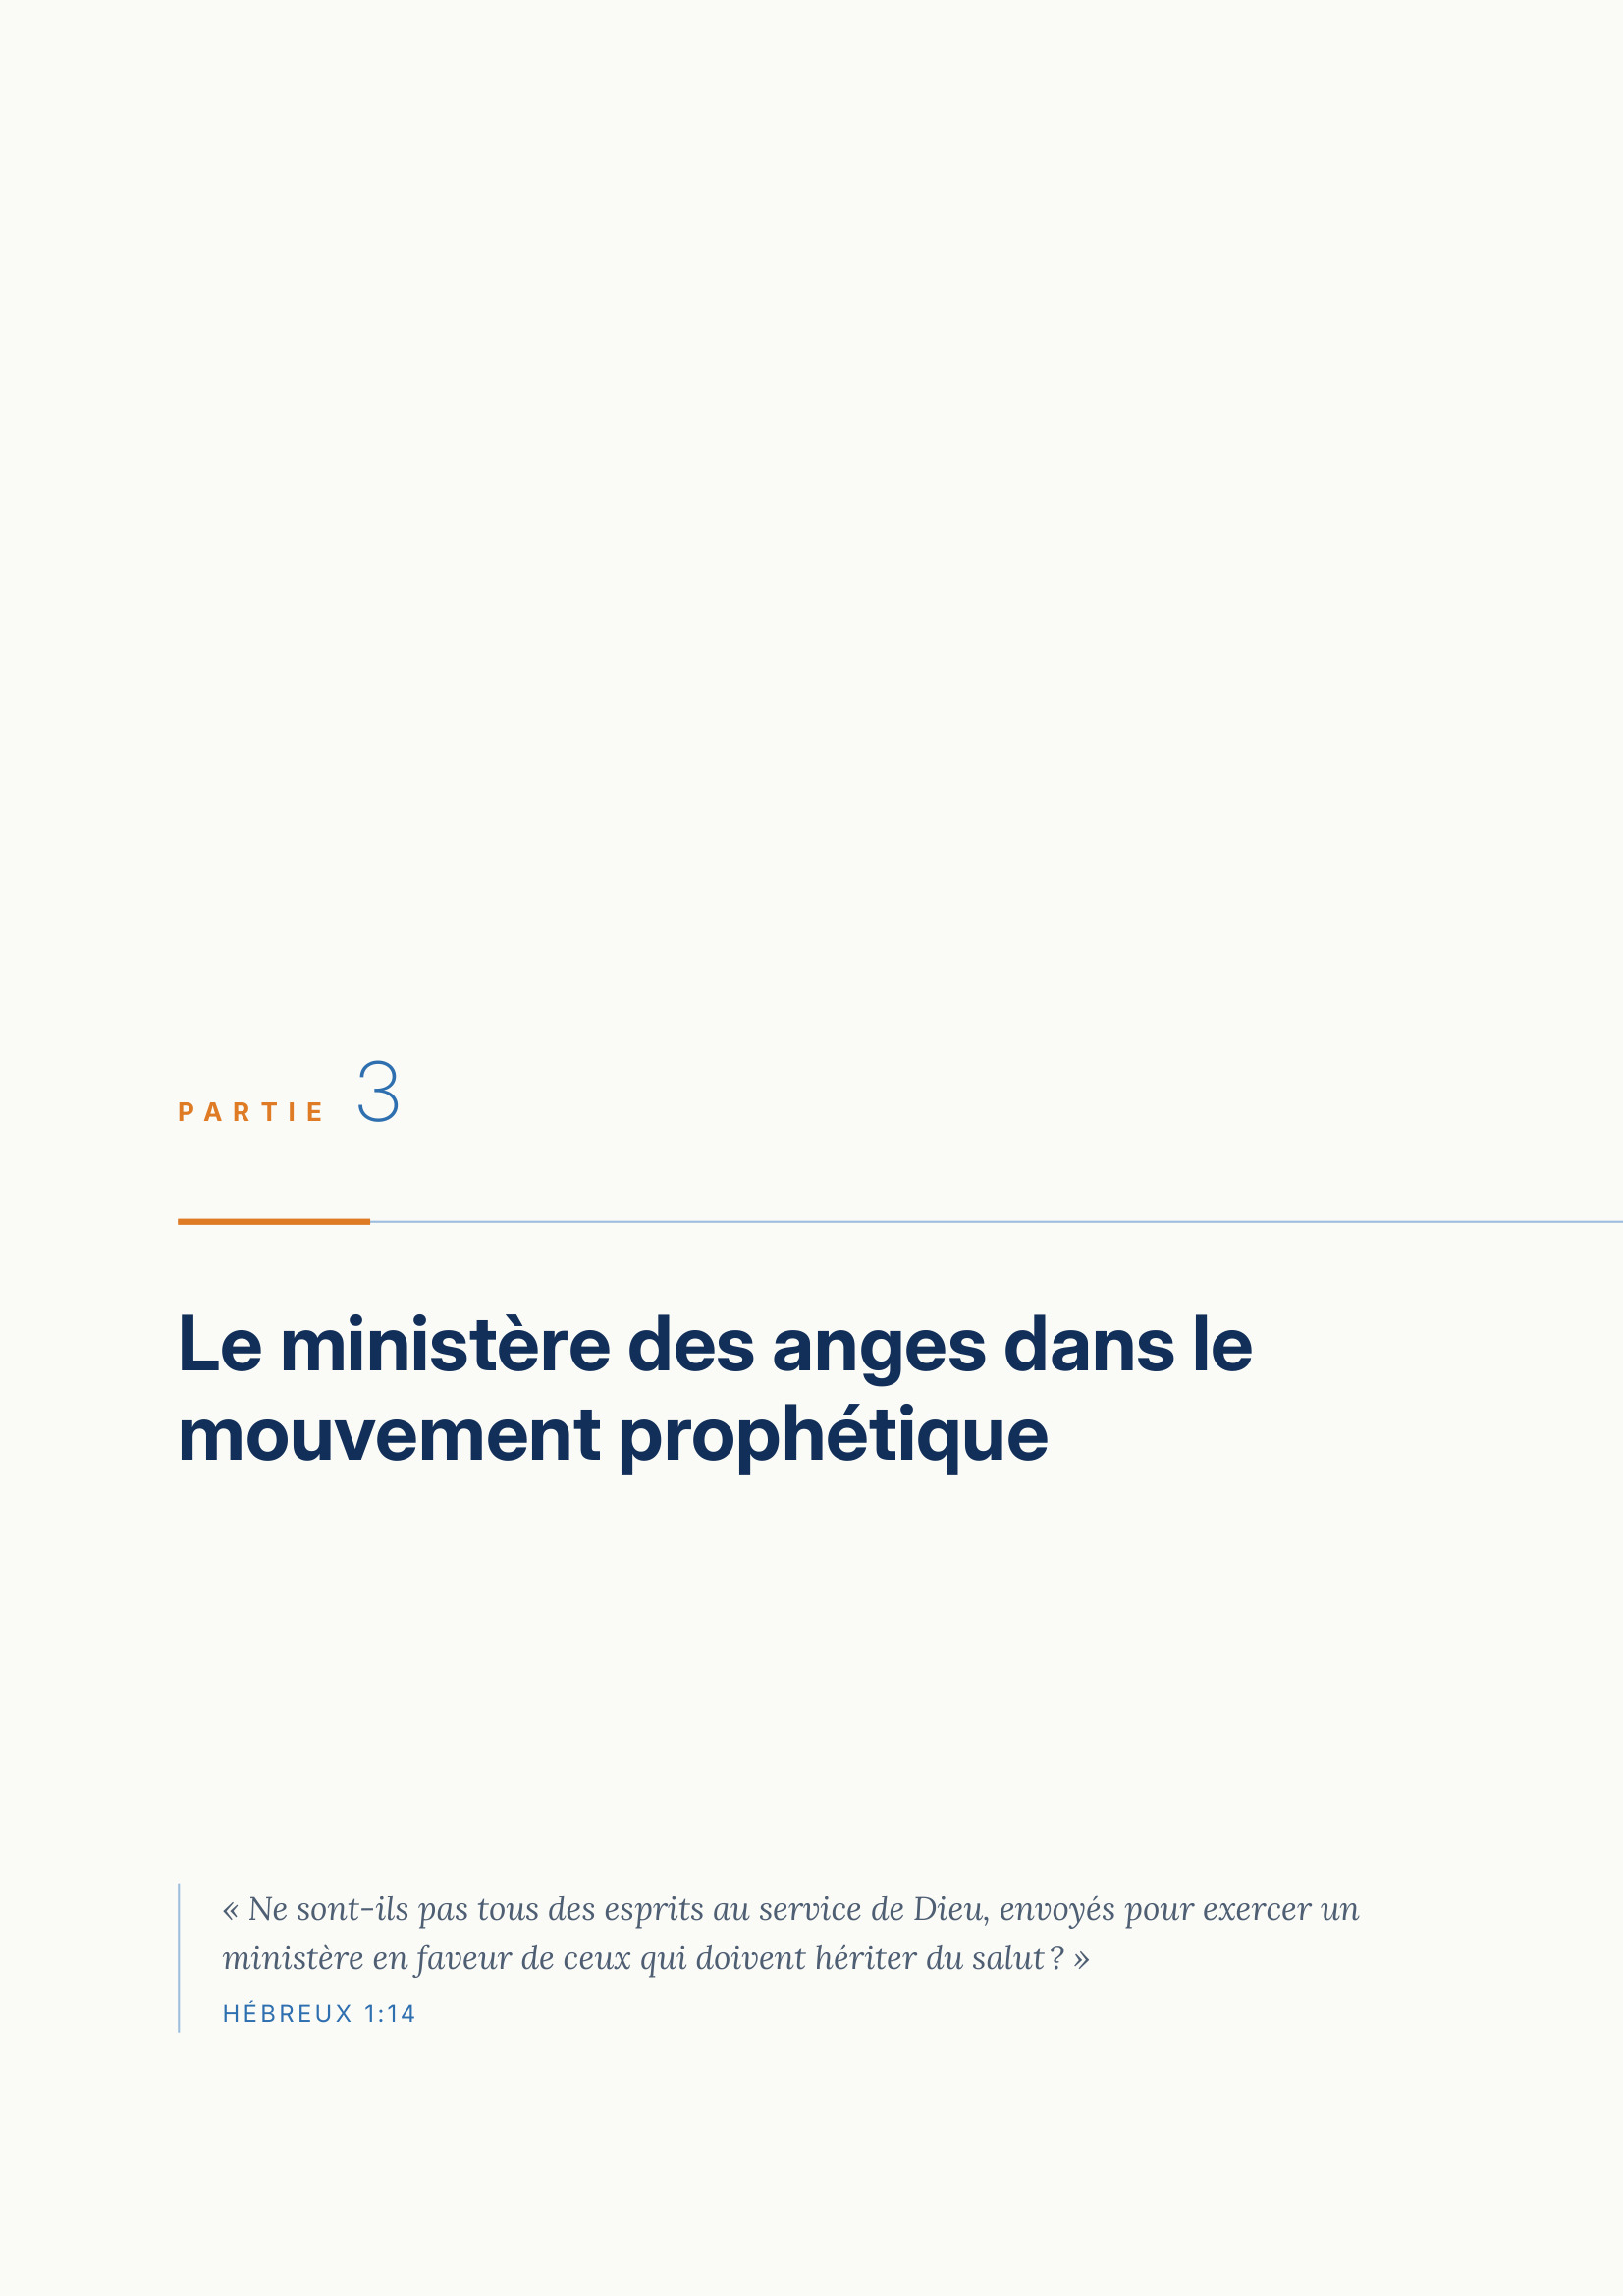 PARTIE 3
Le ministère des anges dans le
mouvement prophétique
« Ne sont-ils pas tous des esprits au service de Dieu, envoyés pour exercer un
ministère en faveur de ceux qui doivent hériter du salut ? »
HÉBREUX 1:14